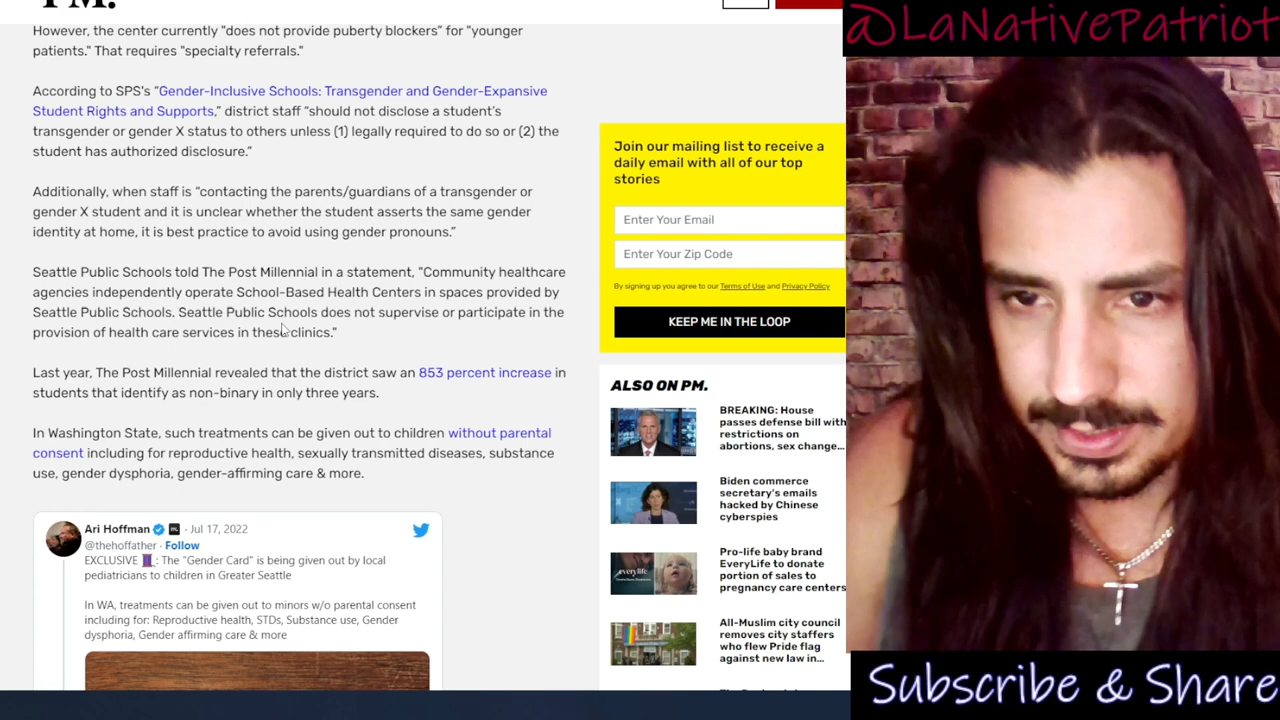 PM.
However, the center currently "does not provide puberty blockers" for "younger
patients." That requires "specialty referrals."
According to SPS's "Gender-Inclusive Schools: Transgender and Gender-Expansive
Student Rights and Supports," district staff "should not disclose a student's
transgender or gender X status to others unless (1) legally required to do so or (2) the
student has authorized disclosure."
Additionally, when staff is "contacting the parents/guardians of a transgender or
gender X student and it is unclear whether the student asserts the same gender
identity at home, it is best practice to avoid using gender pronouns."
Seattle Public Schools told The Post Millennial in a statement, "Community healthcare
agencies independently operate School-Based Health Centers in spaces provided by
Seattle Public Schools. Seattle Public Schools does not supervise or participate in the
provision of health care services in these clinics."
Last year, The Post Millennial revealed that the district saw an 853 percent increase in
students that identify as non-binary in only three years.
In Washington State, such treatments can be given out to children without parental
consent including for reproductive health, sexually transmitted diseases, substance
use, gender dysphoria, gender-affirming care & more.
Ari Hoffman · Jul 17, 2022
@thehoffather · Follow
EXCLUSIVE 🧵: The "Gender Card" is being given out by local
pediatricians to children in Greater Seattle
In WA, treatments can be given out to minors w/o parental consent
including for: Reproductive health, STDs, Substance use, Gender
dysphoria, Gender affirming care & more
Join our mailing list to receive a
daily email with all of our top
stories
Enter Your Email
Enter Your Zip Code
By signing up you agree to our Terms of Use and Privacy Policy
KEEP ME IN THE LOOP
ALSO ON PM.
BREAKING: House
passes defense bill with
restrictions on
abortions, sex change...
Biden commerce
secretary's emails
hacked by Chinese
cyberspies
everylife
Pro-life baby brand
EveryLife to donate
portion of sales to
pregnancy care centers
All-Muslim city council
removes city staffers
who flew Pride flag
against new law in...
@LaNativePatriot
Subscribe & Share